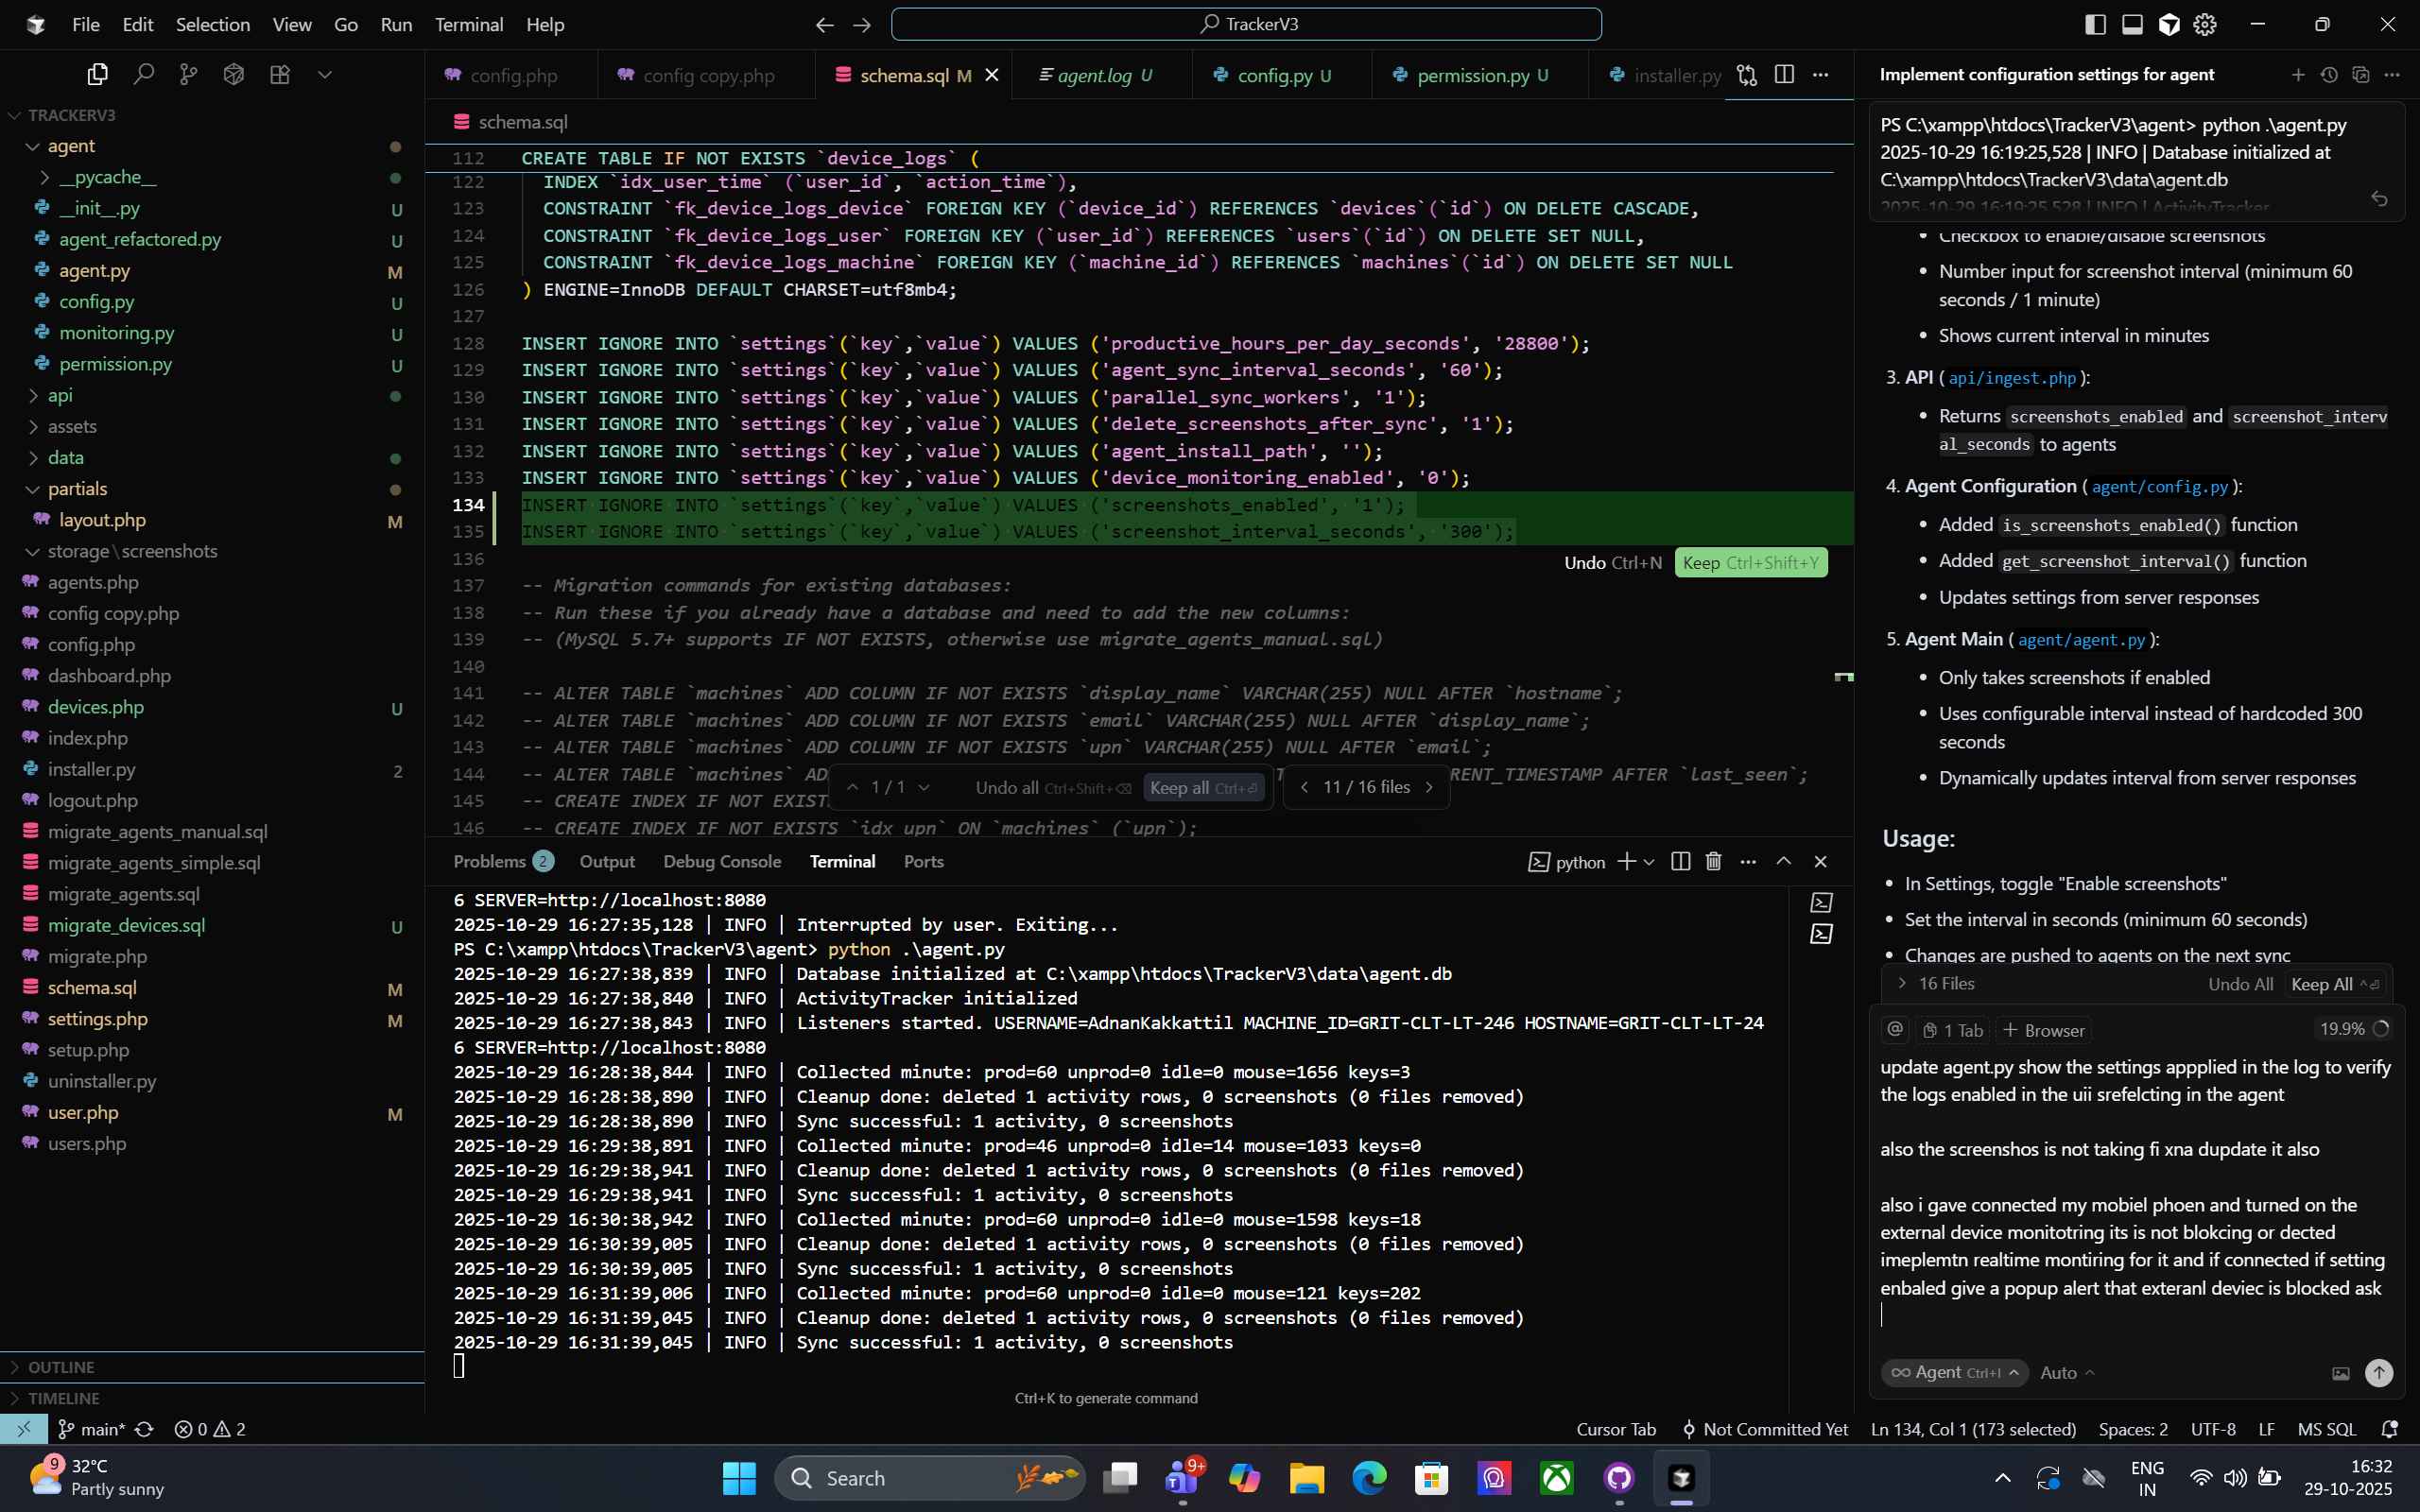 File Edit Selection View Go Run Terminal Help
TrackerV3
TRACKERV3
agent
__pycache__
__init__.py U
agent_refactored.py U
agent.py M
config.py U
monitoring.py U
permission.py U
api
assets
data
partials
layout.php M
storage\screenshots
agents.php
config copy.php
config.php
dashboard.php
devices.php U
index.php
installer.py 2
logout.php
migrate_agents_manual.sql
migrate_agents_simple.sql
migrate_agents.sql
migrate_devices.sql U
migrate.php
schema.sql M
settings.php M
setup.php
uninstaller.py
user.php M
users.php
OUTLINE
TIMELINE
config.php config copy.php schema.sql M agent.log U config.py U permission.py U installer.py
schema.sql
112 CREATE TABLE IF NOT EXISTS `device_logs` (
122 INDEX `idx_user_time` (`user_id`, `action_time`),
123 CONSTRAINT `fk_device_logs_device` FOREIGN KEY (`device_id`) REFERENCES `devices`(`id`) ON DELETE CASCADE,
124 CONSTRAINT `fk_device_logs_user` FOREIGN KEY (`user_id`) REFERENCES `users`(`id`) ON DELETE SET NULL,
125 CONSTRAINT `fk_device_logs_machine` FOREIGN KEY (`machine_id`) REFERENCES `machines`(`id`) ON DELETE SET NULL
126 ) ENGINE=InnoDB DEFAULT CHARSET=utf8mb4;
127
128 INSERT IGNORE INTO `settings`(`key`,`value`) VALUES ('productive_hours_per_day_seconds', '28800');
129 INSERT IGNORE INTO `settings`(`key`,`value`) VALUES ('agent_sync_interval_seconds', '60');
130 INSERT IGNORE INTO `settings`(`key`,`value`) VALUES ('parallel_sync_workers', '1');
131 INSERT IGNORE INTO `settings`(`key`,`value`) VALUES ('delete_screenshots_after_sync', '1');
132 INSERT IGNORE INTO `settings`(`key`,`value`) VALUES ('agent_install_path', '');
133 INSERT IGNORE INTO `settings`(`key`,`value`) VALUES ('device_monitoring_enabled', '0');
134 INSERT IGNORE INTO `settings`(`key`,`value`) VALUES ('screenshots_enabled', '1');
135 INSERT IGNORE INTO `settings`(`key`,`value`) VALUES ('screenshot_interval_seconds', '300');
136
Undo Ctrl+N Keep Ctrl+Shift+Y
137 -- Migration commands for existing databases:
138 -- Run these if you already have a database and need to add the new columns:
139 -- (MySQL 5.7+ supports IF NOT EXISTS, otherwise use migrate_agents_manual.sql)
140
141 -- ALTER TABLE `machines` ADD COLUMN IF NOT EXISTS `display_name` VARCHAR(255) NULL AFTER `hostname`;
142 -- ALTER TABLE `machines` ADD COLUMN IF NOT EXISTS `email` VARCHAR(255) NULL AFTER `display_name`;
143 -- ALTER TABLE `machines` ADD COLUMN IF NOT EXISTS `upn` VARCHAR(255) NULL AFTER `email`;
144 -- ALTER TABLE `machines` AD RENT_TIMESTAMP AFTER `last_seen`;
145 -- CREATE INDEX IF NOT EXIST
146 -- CREATE INDEX IF NOT EXISTS `idx_upn` ON `machines` (`upn`);
1 / 1 Undo all Ctrl+Shift+⌫ Keep all Ctrl+⏎ 11 / 16 files
Problems 2 Output Debug Console Terminal Ports python
6 SERVER=http://localhost:8080
2025-10-29 16:27:35,128 | INFO | Interrupted by user. Exiting...
PS C:\xampp\htdocs\TrackerV3\agent> python .\agent.py
2025-10-29 16:27:38,839 | INFO | Database initialized at C:\xampp\htdocs\TrackerV3\data\agent.db
2025-10-29 16:27:38,840 | INFO | ActivityTracker initialized
2025-10-29 16:27:38,843 | INFO | Listeners started. USERNAME=AdnanKakkattil MACHINE_ID=GRIT-CLT-LT-246 HOSTNAME=GRIT-CLT-LT-24
6 SERVER=http://localhost:8080
2025-10-29 16:28:38,844 | INFO | Collected minute: prod=60 unprod=0 idle=0 mouse=1656 keys=3
2025-10-29 16:28:38,890 | INFO | Cleanup done: deleted 1 activity rows, 0 screenshots (0 files removed)
2025-10-29 16:28:38,890 | INFO | Sync successful: 1 activity, 0 screenshots
2025-10-29 16:29:38,891 | INFO | Collected minute: prod=46 unprod=0 idle=14 mouse=1033 keys=0
2025-10-29 16:29:38,941 | INFO | Cleanup done: deleted 1 activity rows, 0 screenshots (0 files removed)
2025-10-29 16:29:38,941 | INFO | Sync successful: 1 activity, 0 screenshots
2025-10-29 16:30:38,942 | INFO | Collected minute: prod=60 unprod=0 idle=0 mouse=1598 keys=18
2025-10-29 16:30:39,005 | INFO | Cleanup done: deleted 1 activity rows, 0 screenshots (0 files removed)
2025-10-29 16:30:39,005 | INFO | Sync successful: 1 activity, 0 screenshots
2025-10-29 16:31:39,006 | INFO | Collected minute: prod=60 unprod=0 idle=0 mouse=121 keys=202
2025-10-29 16:31:39,045 | INFO | Cleanup done: deleted 1 activity rows, 0 screenshots (0 files removed)
2025-10-29 16:31:39,045 | INFO | Sync successful: 1 activity, 0 screenshots
Ctrl+K to generate command
Implement configuration settings for agent
PS C:\xampp\htdocs\TrackerV3\agent> python .\agent.py
2025-10-29 16:19:25,528 | INFO | Database initialized at
C:\xampp\htdocs\TrackerV3\data\agent.db
2025-10-29 16:19:25,528 | INFO | ActivityTracker
• Checkbox to enable/disable screenshots
• Number input for screenshot interval (minimum 60
seconds / 1 minute)
• Shows current interval in minutes
3. API ( api/ingest.php ):
• Returns screenshots_enabled and screenshot_interv
al_seconds to agents
4. Agent Configuration ( agent/config.py ):
• Added is_screenshots_enabled() function
• Added get_screenshot_interval() function
• Updates settings from server responses
5. Agent Main ( agent/agent.py ):
• Only takes screenshots if enabled
• Uses configurable interval instead of hardcoded 300
seconds
• Dynamically updates interval from server responses
Usage:
• In Settings, toggle "Enable screenshots"
• Set the interval in seconds (minimum 60 seconds)
• Changes are pushed to agents on the next sync
16 Files Undo All Keep All ^⏎
@ 1 Tab + Browser 19.9%
update agent.py show the settings appplied in the log to verify
the logs enabled in the uii srefelcting in the agent
also the screenshos is not taking fi xna dupdate it also
also i gave connected my mobiel phoen and turned on the
external device monitotring its is not blokcing or dected
imeplemtn realtime montiring for it and if connected if setting
enbaled give a popup alert that exteranl deviec is blocked ask
∞ Agent Ctrl+I Auto
main* 0 2 Cursor Tab Not Committed Yet Ln 134, Col 1 (173 selected) Spaces: 2 UTF-8 LF MS SQL
9 32°C
Partly sunny
Search
9+
ENG
IN
16:32
29-10-2025